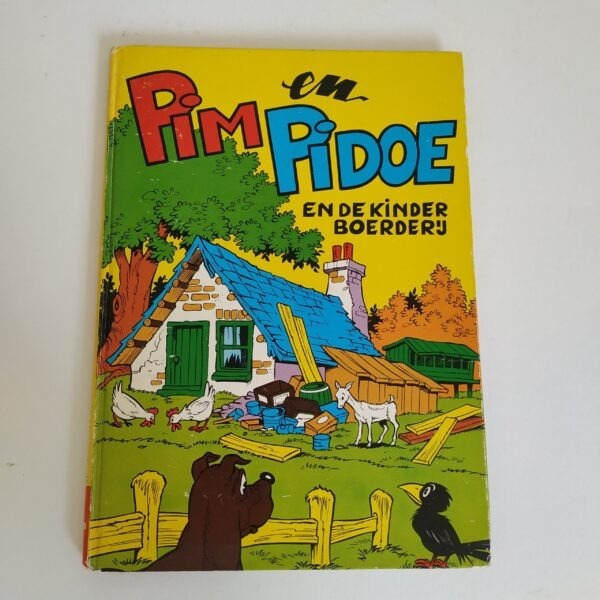 PiM en
PiDOE
EN DE KiNDER
BOERDERIJ